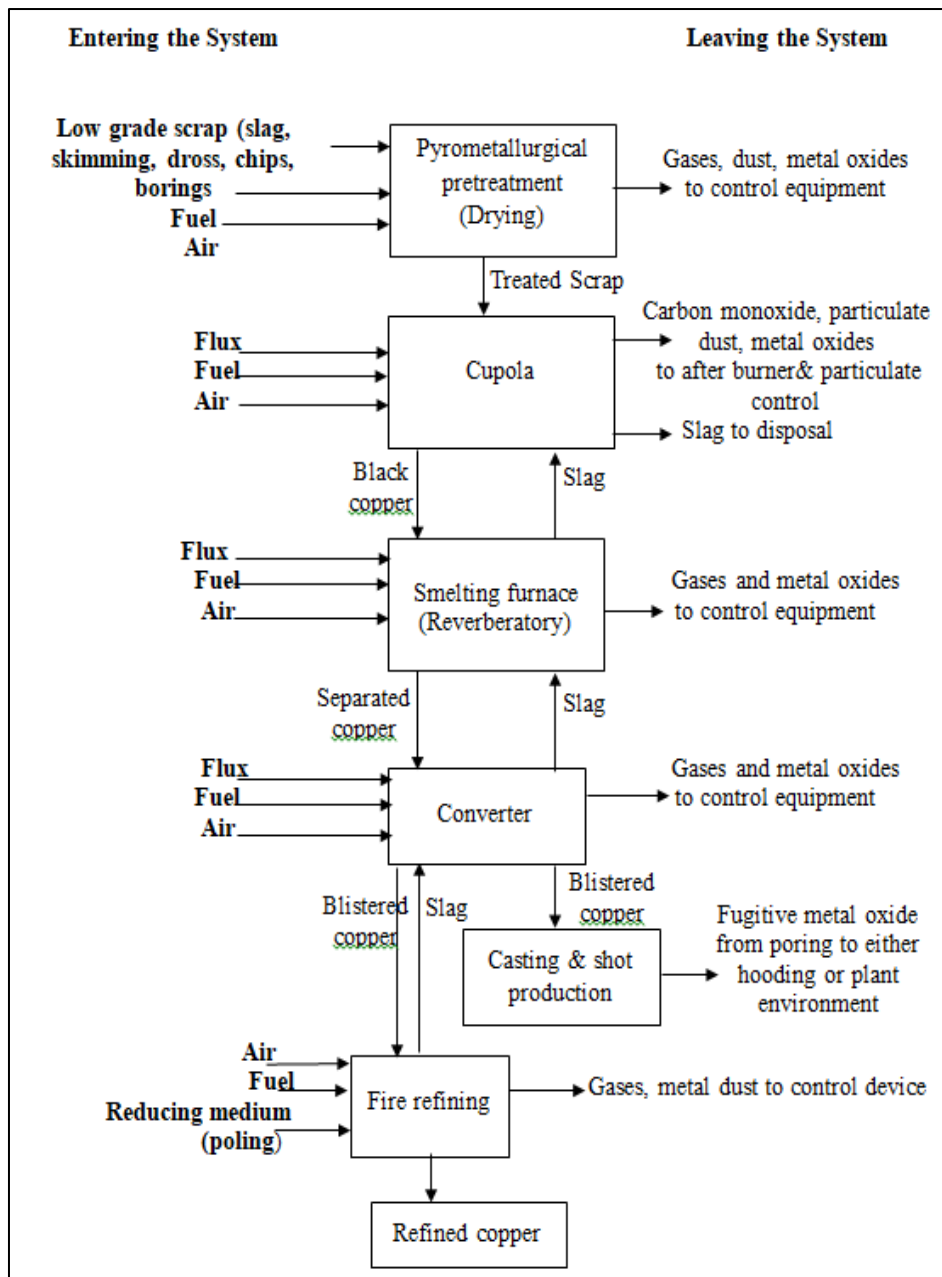 Entering the System
Leaving the System
Low grade scrap (slag,
skimming, dross, chips,
borings
Fuel
Air
Pyrometallurgical
pretreatment
(Drying)
Gases, dust, metal oxides
to control equipment
Treated Scrap
Flux
Fuel
Air
Cupola
Carbon monoxide, particulate
dust, metal oxides
to after burner& particulate
control
Slag to disposal
Black
copper
Slag
Flux
Fuel
Air
Smelting furnace
(Reverberatory)
Gases and metal oxides
to control equipment
Separated
copper
Slag
Flux
Fuel
Air
Converter
Gases and metal oxides
to control equipment
Blistered
copper
Slag
Blistered
copper
Casting & shot
production
Fugitive metal oxide
from poring to either
hooding or plant
environment
Air
Fuel
Reducing medium
(poling)
Fire refining
Gases, metal dust to control device
Refined copper